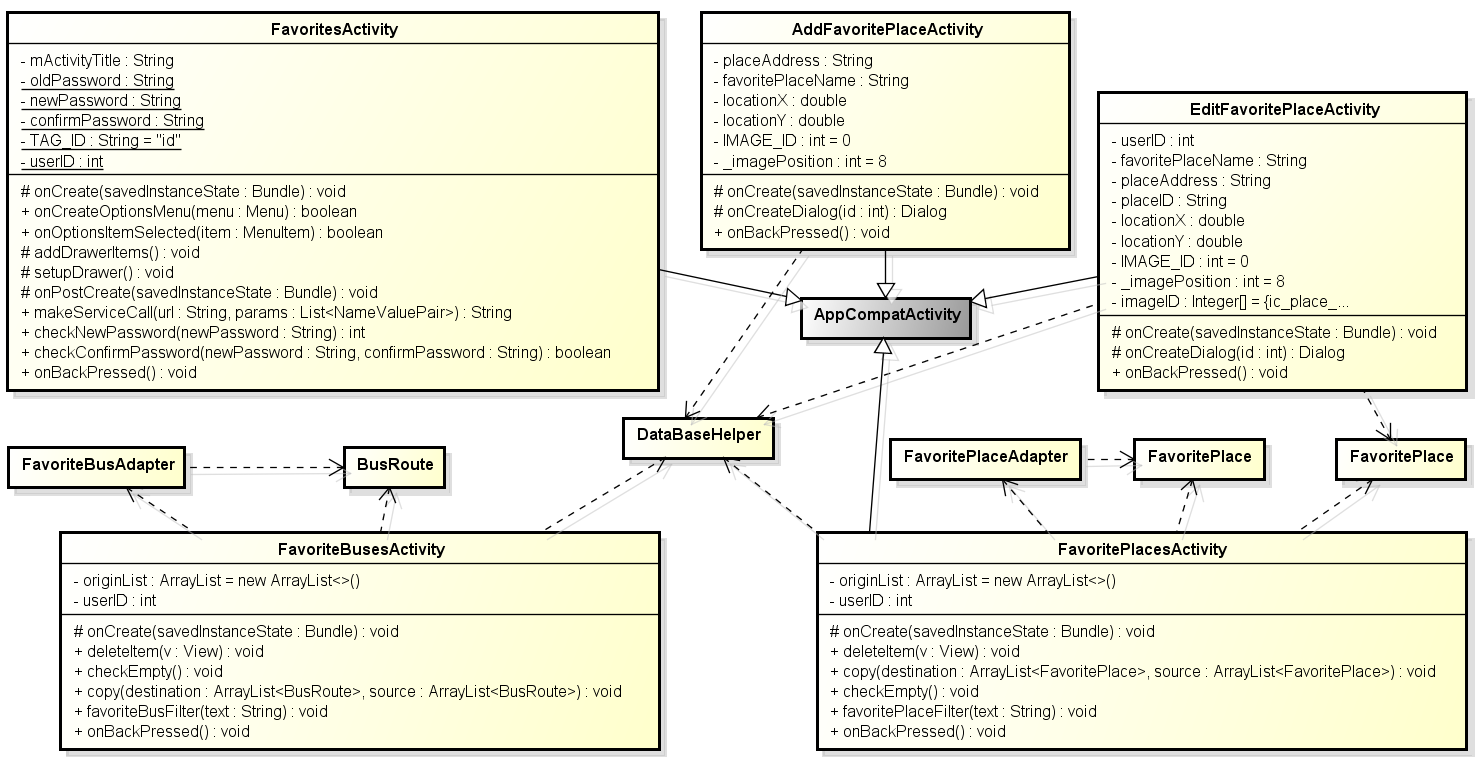 FavoritesActivity
- mActivityTitle : String
- oldPassword : String
- newPassword : String
- confirmPassword : String
- TAG_ID : String = "id"
- userID : int
# onCreate(savedInstanceState : Bundle) : void
+ onCreateOptionsMenu(menu : Menu) : boolean
+ onOptionsItemSelected(item : MenuItem) : boolean
# addDrawerItems() : void
# setupDrawer() : void
# onPostCreate(savedInstanceState : Bundle) : void
+ makeServiceCall(url : String, params : List<NameValuePair>) : String
+ checkNewPassword(newPassword : String) : int
+ checkConfirmPassword(newPassword : String, confirmPassword : String) : boolean
+ onBackPressed() : void
AddFavoritePlaceActivity
- placeAddress : String
- favoritePlaceName : String
- locationX : double
- locationY : double
- IMAGE_ID : int = 0
- _imagePosition : int = 8
# onCreate(savedInstanceState : Bundle) : void
# onCreateDialog(id : int) : Dialog
+ onBackPressed() : void
EditFavoritePlaceActivity
- userID : int
- favoritePlaceName : String
- placeAddress : String
- placeID : String
- locationX : double
- locationY : double
- IMAGE_ID : int = 0
- _imagePosition : int = 8
- imageID : Integer[] = {ic_place_...
# onCreate(savedInstanceState : Bundle) : void
# onCreateDialog(id : int) : Dialog
+ onBackPressed() : void
AppCompatActivity
DataBaseHelper
FavoriteBusAdapter
BusRoute
FavoritePlaceAdapter
FavoritePlace
FavoritePlace
FavoriteBusesActivity
- originList : ArrayList = new ArrayList<>()
- userID : int
# onCreate(savedInstanceState : Bundle) : void
+ deleteItem(v : View) : void
+ checkEmpty() : void
+ copy(destination : ArrayList<BusRoute>, source : ArrayList<BusRoute>) : void
+ favoriteBusFilter(text : String) : void
+ onBackPressed() : void
FavoritePlacesActivity
- originList : ArrayList = new ArrayList<>()
- userID : int
# onCreate(savedInstanceState : Bundle) : void
+ deleteItem(v : View) : void
+ copy(destination : ArrayList<FavoritePlace>, source : ArrayList<FavoritePlace>) : void
+ checkEmpty() : void
+ favoritePlaceFilter(text : String) : void
+ onBackPressed() : void